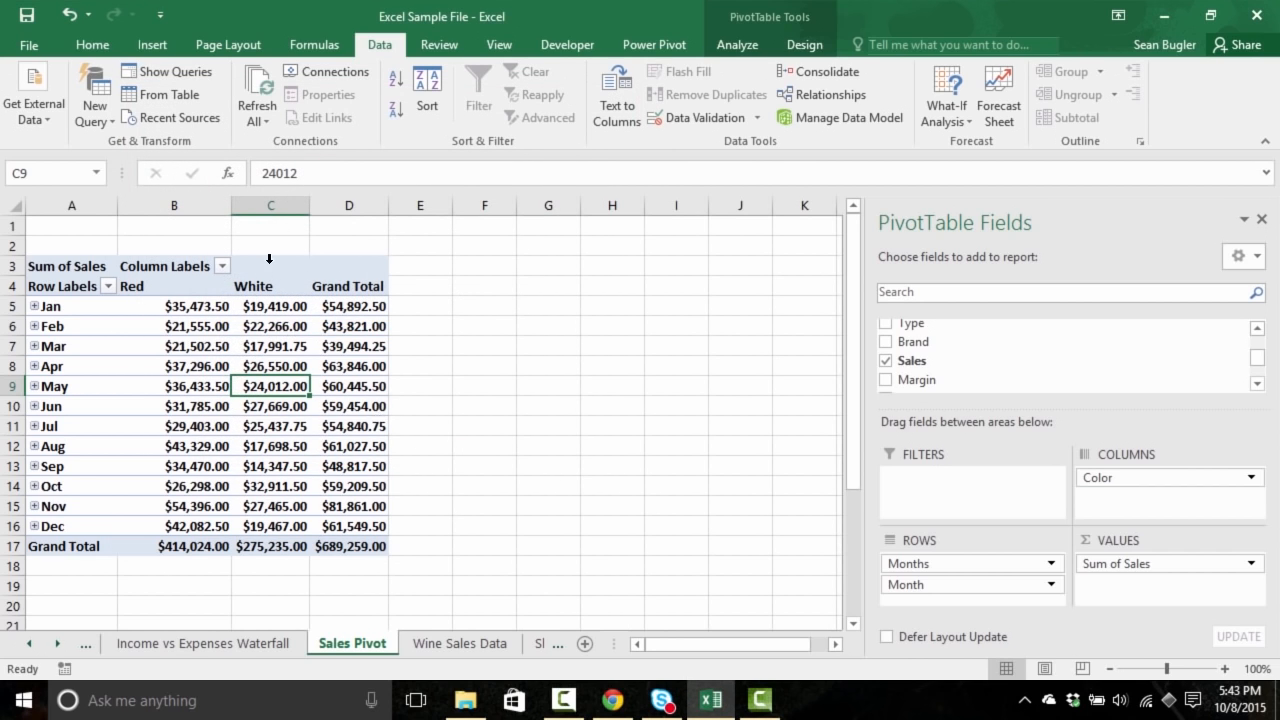 Excel Sample File - Excel
PivotTable Tools
File Home Insert Page Layout Formulas Data Review View Developer Power Pivot Analyze Design Tell me what you want to do... Sean Bugler Share
Get External Data
New Query
Show Queries
From Table
Recent Sources
Get & Transform
Refresh All
Connections
Properties
Edit Links
Connections
Sort
Filter
Clear
Reapply
Advanced
Sort & Filter
Text to Columns
Flash Fill
Remove Duplicates
Data Validation
Consolidate
Relationships
Manage Data Model
Data Tools
What-If Analysis
Forecast Sheet
Forecast
Group
Ungroup
Subtotal
Outline
C9 fx 24012
A B C D E F G H I J K
1
2
3 Sum of Sales Column Labels
4 Row Labels Red White Grand Total
5 Jan $35,473.50 $19,419.00 $54,892.50
6 Feb $21,555.00 $22,266.00 $43,821.00
7 Mar $21,502.50 $17,991.75 $39,494.25
8 Apr $37,296.00 $26,550.00 $63,846.00
9 May $36,433.50 $24,012.00 $60,445.50
10 Jun $31,785.00 $27,669.00 $59,454.00
11 Jul $29,403.00 $25,437.75 $54,840.75
12 Aug $43,329.00 $17,698.50 $61,027.50
13 Sep $34,470.00 $14,347.50 $48,817.50
14 Oct $26,298.00 $32,911.50 $59,209.50
15 Nov $54,396.00 $27,465.00 $81,861.00
16 Dec $42,082.50 $19,467.00 $61,549.50
17 Grand Total $414,024.00 $275,235.00 $689,259.00
18
19
20
21
PivotTable Fields
Choose fields to add to report:
Search
Type
Brand
Sales
Margin
Drag fields between areas below:
FILTERS
COLUMNS
Color
ROWS
Months
Month
VALUES
Sum of Sales
Defer Layout Update UPDATE
... Income vs Expenses Waterfall Sales Pivot Wine Sales Data Sl ...
Ready 100%
Ask me anything
5:43 PM
10/8/2015